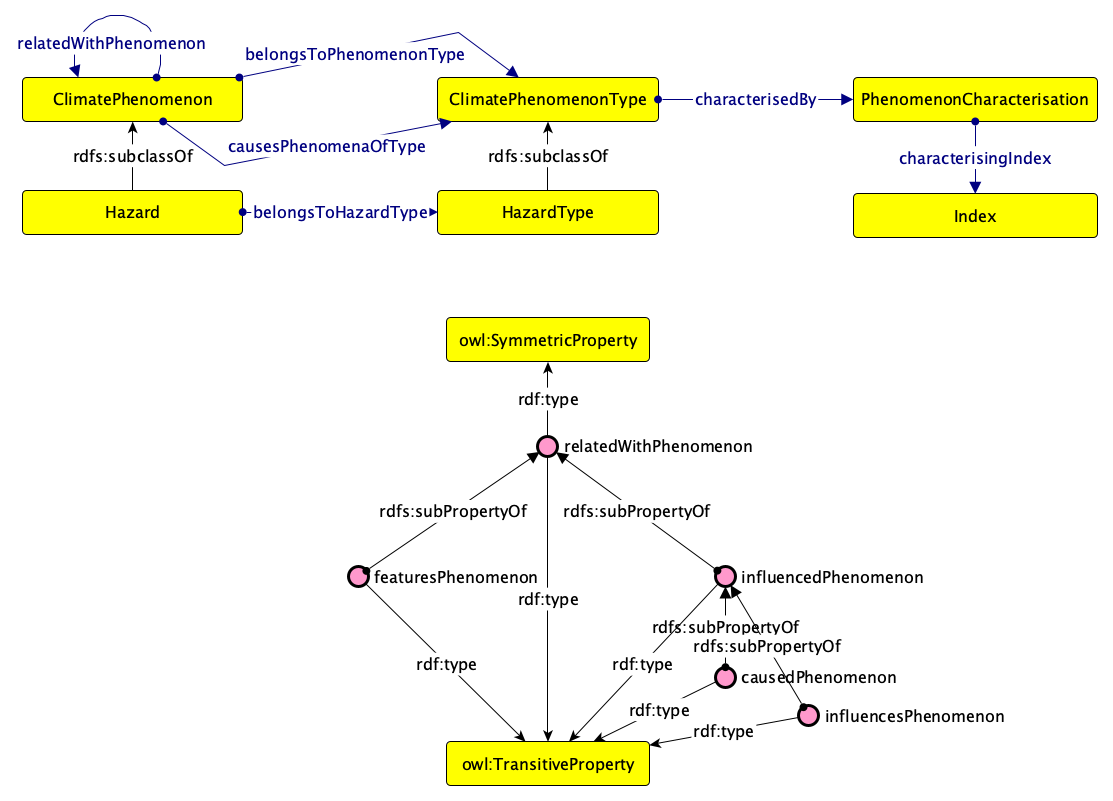 relatedWithPhenomenon
belongsToPhenomenonType
ClimatePhenomenon
ClimatePhenomenonType
characterisedBy
PhenomenonCharacterisation
causesPhenomenaOfType
rdfs:subclassOf
rdfs:subclassOf
characterisingIndex
Hazard
belongsToHazardType
HazardType
Index
owl:SymmetricProperty
rdf:type
relatedWithPhenomenon
rdfs:subPropertyOf
rdfs:subPropertyOf
featuresPhenomenon
influencedPhenomenon
rdf:type
rdfs:subPropertyOf
rdfs:subPropertyOf
rdf:type
rdf:type
causedPhenomenon
rdf:type
influencesPhenomenon
rdf:type
owl:TransitiveProperty